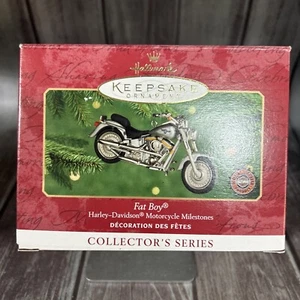 Hallmark
KEEPSAKE
ORNAMENT
Fat Boy®
Harley-Davidson® Motorcycle Milestones
DÉCORATION DES FÊTES
COLLECTOR'S SERIES